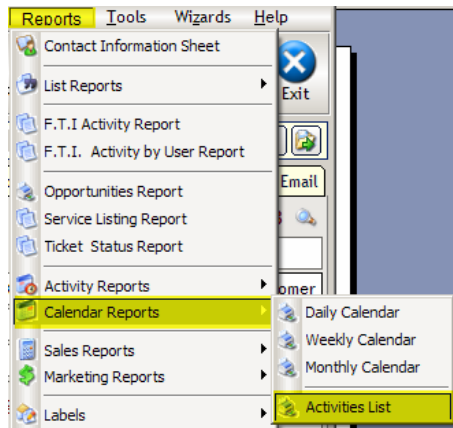 Reports Tools Wizards Help
Contact Information Sheet
List Reports
Exit
F.T.I Activity Report
F.T.I. Activity by User Report
Email
Opportunities Report
Service Listing Report
Ticket Status Report
Activity Reports
omer
Calendar Reports
Daily Calendar
Weekly Calendar
Monthly Calendar
Sales Reports
Marketing Reports
Activities List
Labels